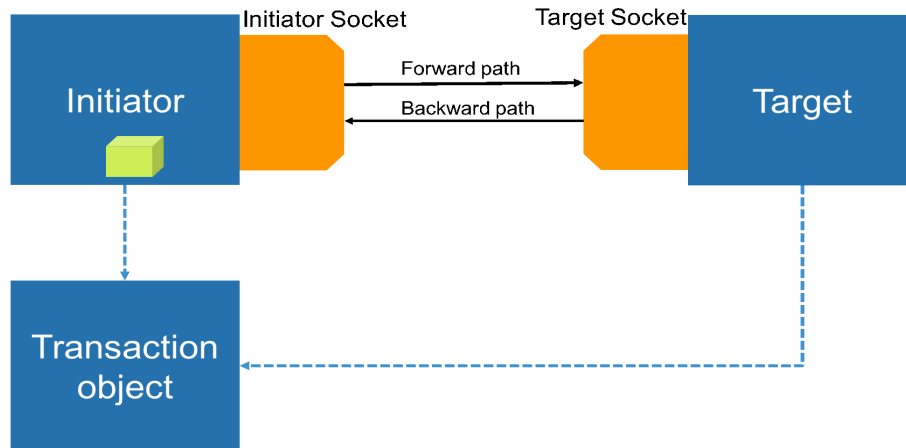 Initiator Socket
Target Socket
Initiator
Forward path
Backward path
Target
Transaction
object